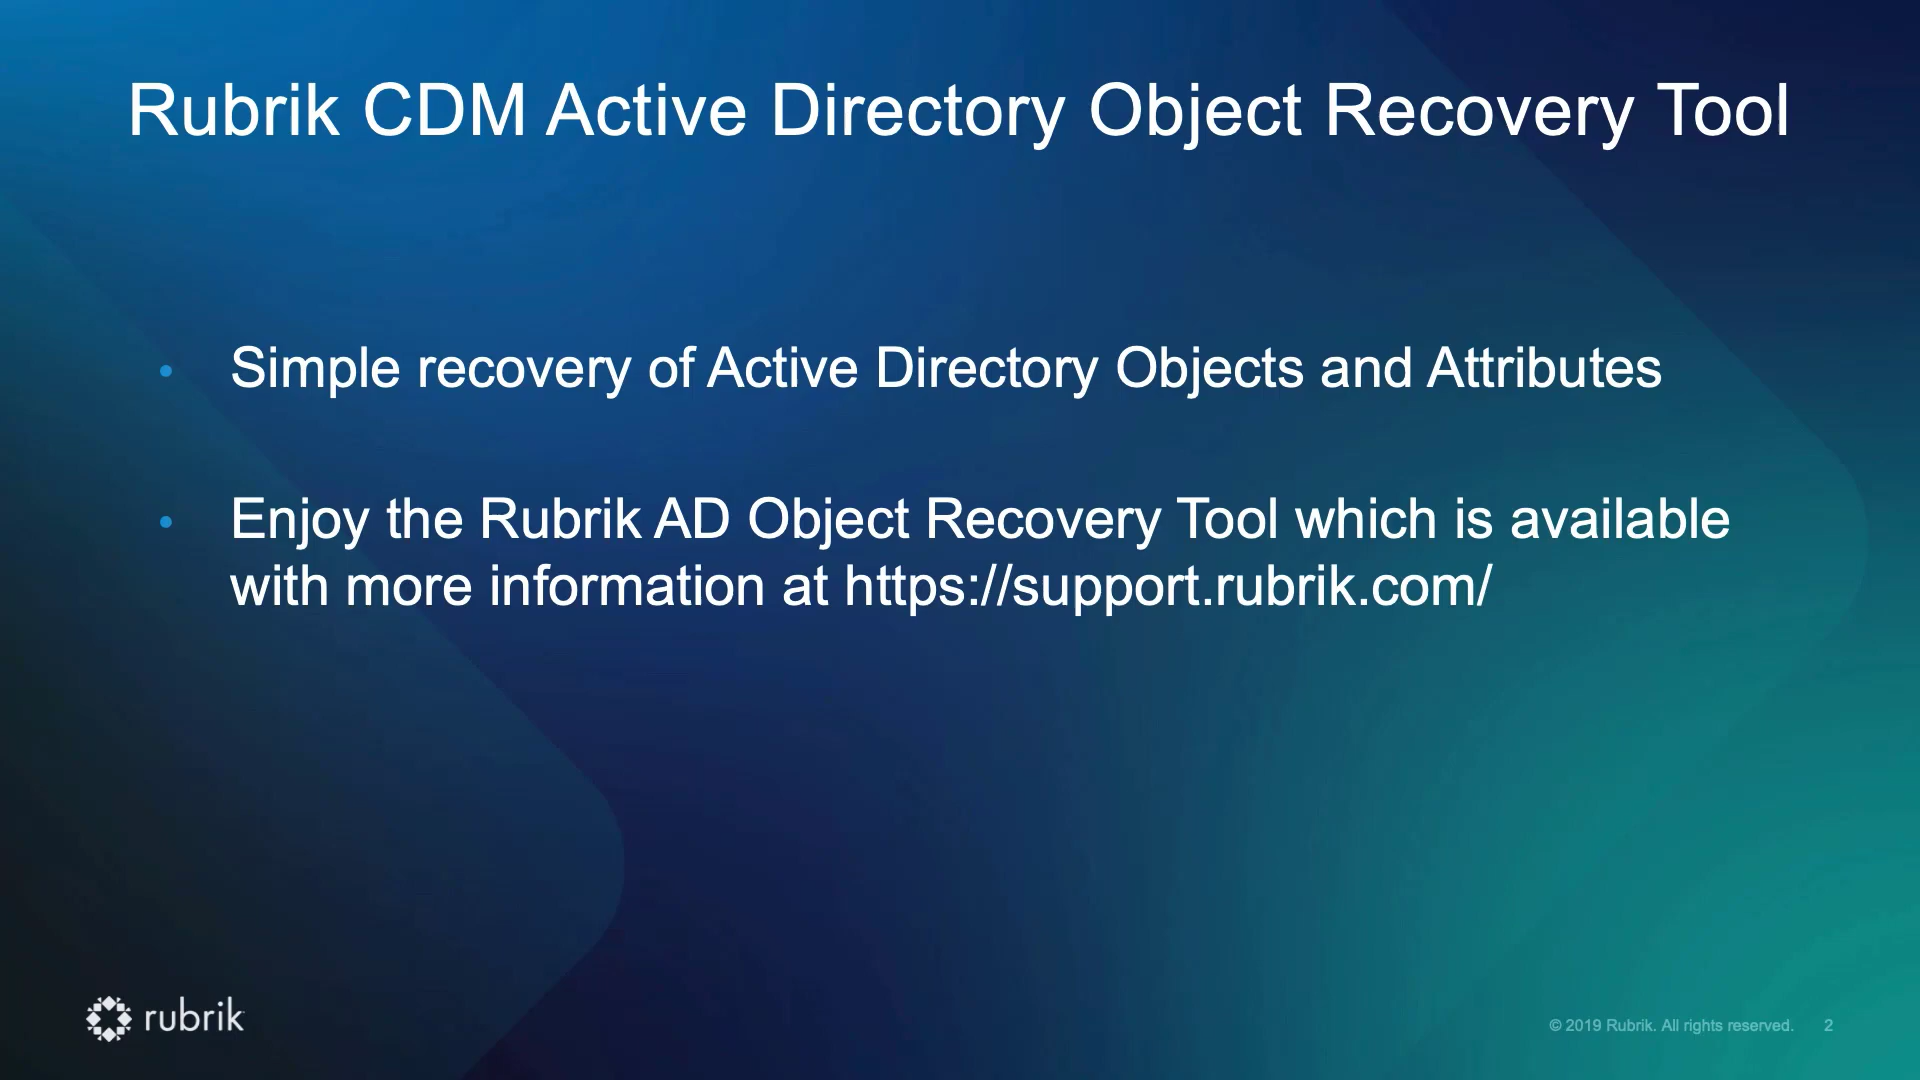 Rubrik CDM Active Directory Object Recovery Tool
• Simple recovery of Active Directory Objects and Attributes
• Enjoy the Rubrik AD Object Recovery Tool which is available
with more information at https://support.rubrik.com/
rubrik
© 2019 Rubrik. All rights reserved. 2